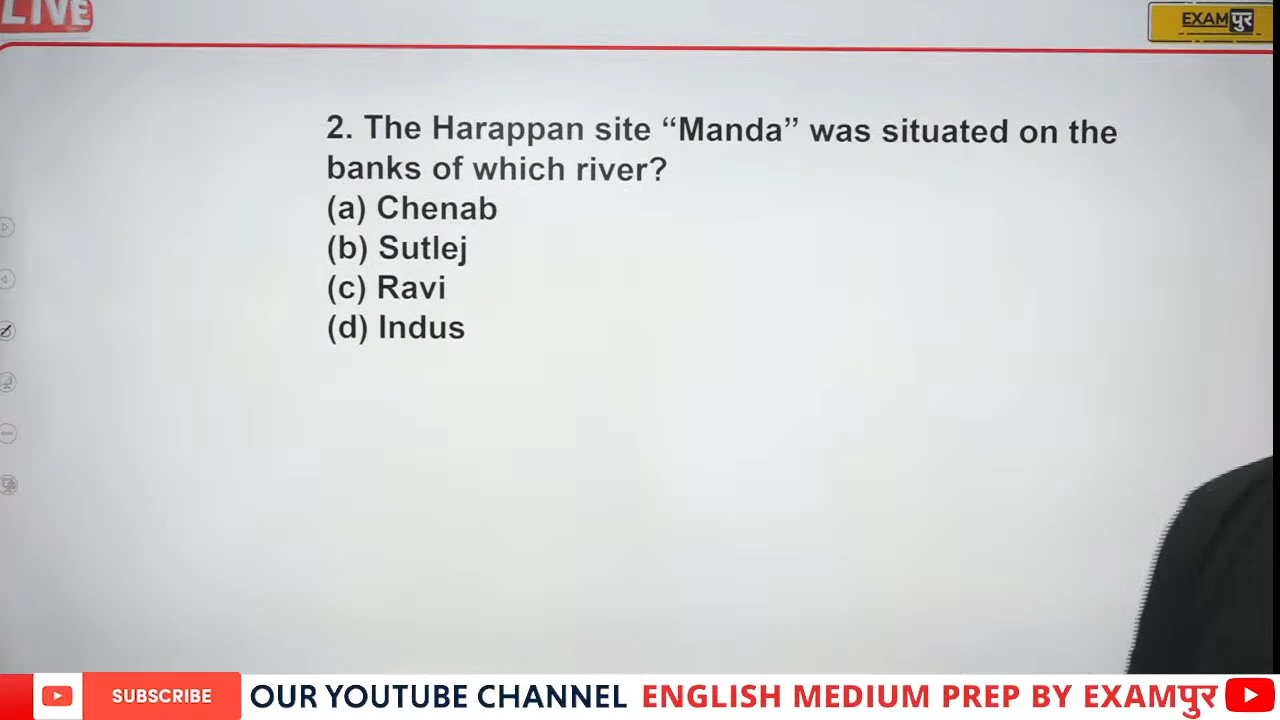 LIVE
EXAMपुर
2. The Harappan site “Manda” was situated on the
banks of which river?
(a) Chenab
(b) Sutlej
(c) Ravi
(d) Indus
SUBSCRIBE OUR YOUTUBE CHANNEL ENGLISH MEDIUM PREP BY EXAMपुर